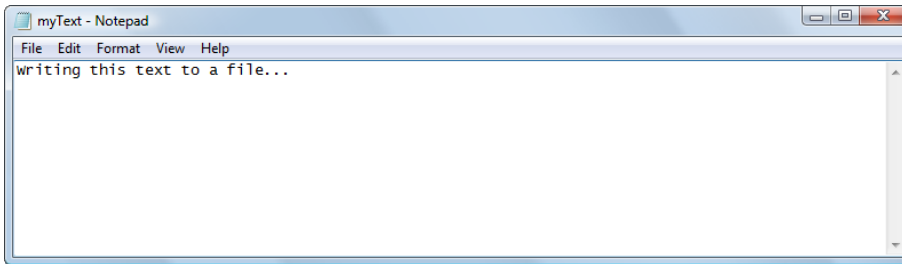 myText - Notepad
File Edit Format View Help
Writing this text to a file...